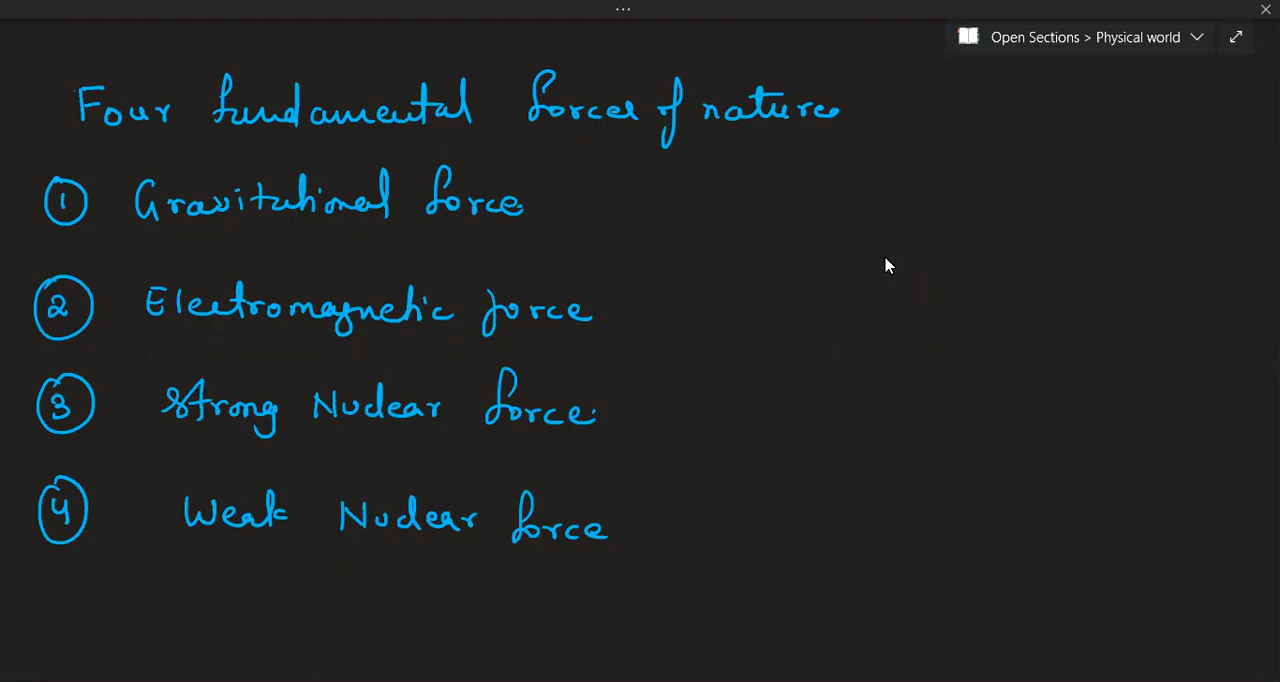 ...
Open Sections > Physical world
Four fundamental forces of nature
1 Gravitational force
2 Electromagnetic force
3 Strong Nuclear force
4 Weak Nuclear force